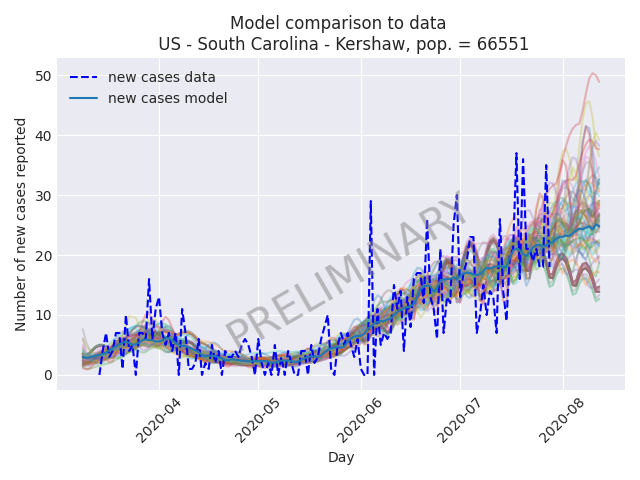 Model comparison to data
US - South Carolina - Kershaw, pop. = 66551
new cases data
new cases model
Number of new cases reported
50
40
30
20
10
0
PRELIMINARY
2020-04
2020-05
2020-06
2020-07
2020-08
Day